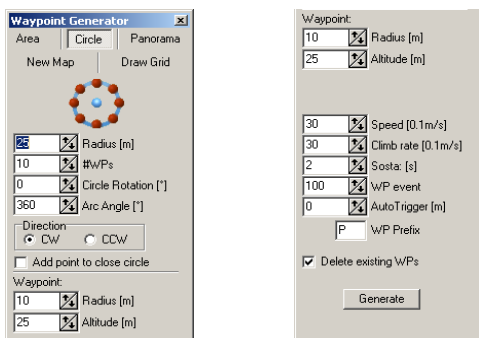 Waypoint Generator
Area Circle Panorama
New Map Draw Grid
25 Radius [m]
10 #WPs
0 Circle Rotation [°]
360 Arc Angle [°]
Direction
CW CCW
Add point to close circle
Waypoint:
10 Radius [m]
25 Altitude [m]
Waypoint:
10 Radius [m]
25 Altitude [m]
30 Speed [0.1m/s]
30 Climb rate [0.1m/s]
2 Sosta: [s]
100 WP event
0 AutoTrigger [m]
P WP Prefix
Delete existing WPs
Generate